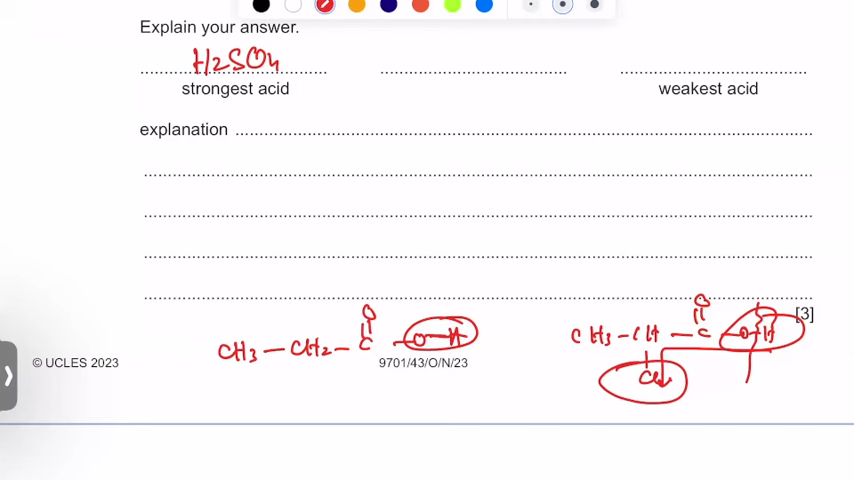 Explain your answer.
H2SO4
strongest acid weakest acid
explanation
[3]
O O
CH3 - CH2 - C - O - H CH3 - CH - C - O - H
Cl
© UCLES 2023 9701/43/O/N/23